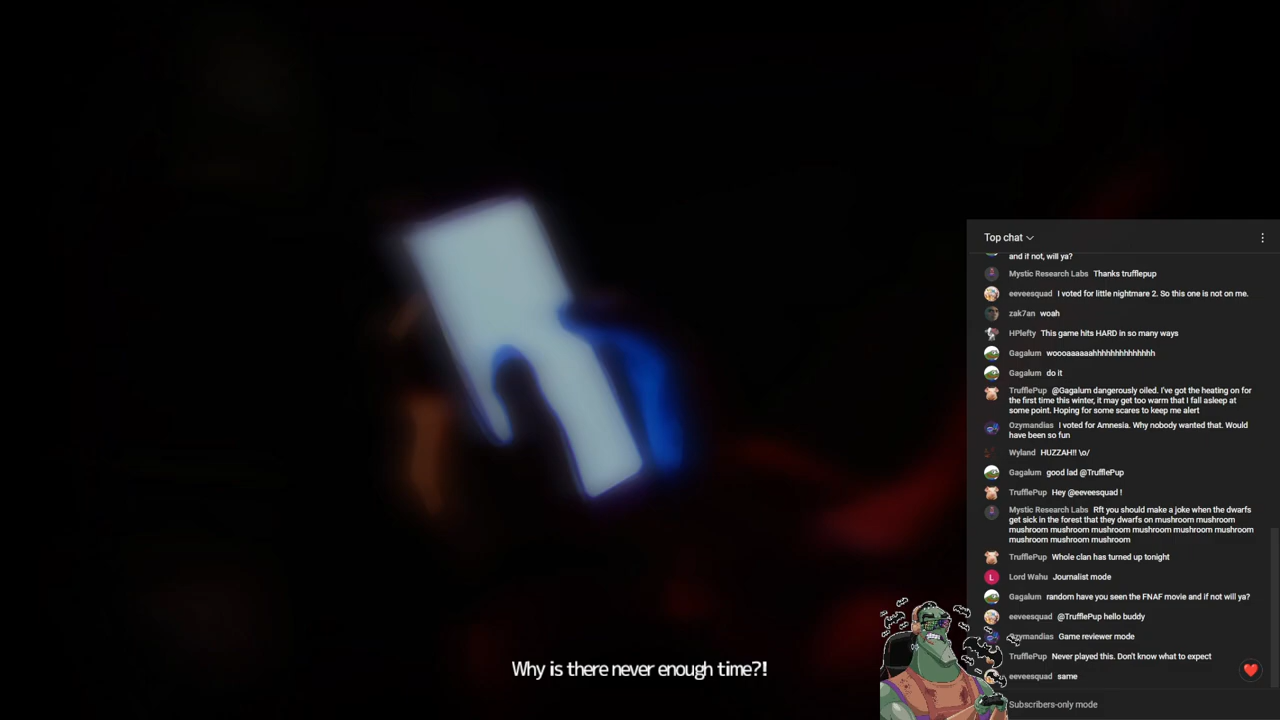 Top chat
and if not, will ya?
Mystic Research Labs Thanks trufflepup
eeveesquad I voted for little nightmare 2. So this one is not on me.
zak7an woah
HPlefty This game hits HARD in so many ways
Gagalum woooaaaaaahhhhhhhhhhhhhh
Gagalum do it
TrufflePup @Gagalum dangerously oiled. I've got the heating on for
the first time this winter, it may get too warm that I fall asleep at
some point. Hoping for some scares to keep me alert
Ozymandias I voted for Amnesia. Why nobody wanted that. Would
have been so fun
Wyland HUZZAH!! \o/
Gagalum good lad @TrufflePup
TrufflePup Hey @eeveesquad !
Mystic Research Labs Rft you should make a joke when the dwarfs
get sick in the forest that they dwarfs on mushroom mushroom
mushroom mushroom mushroom mushroom mushroom mushroom
mushroom mushroom mushroom
TrufflePup Whole clan has turned up tonight
L Lord Wahu Journalist mode
Gagalum random have you seen the FNAF movie and if not will ya?
eeveesquad @TrufflePup hello buddy
Ozymandias Game reviewer mode
TrufflePup Never played this. Don't know what to expect
eeveesquad same
Subscribers-only mode
Why is there never enough time?!